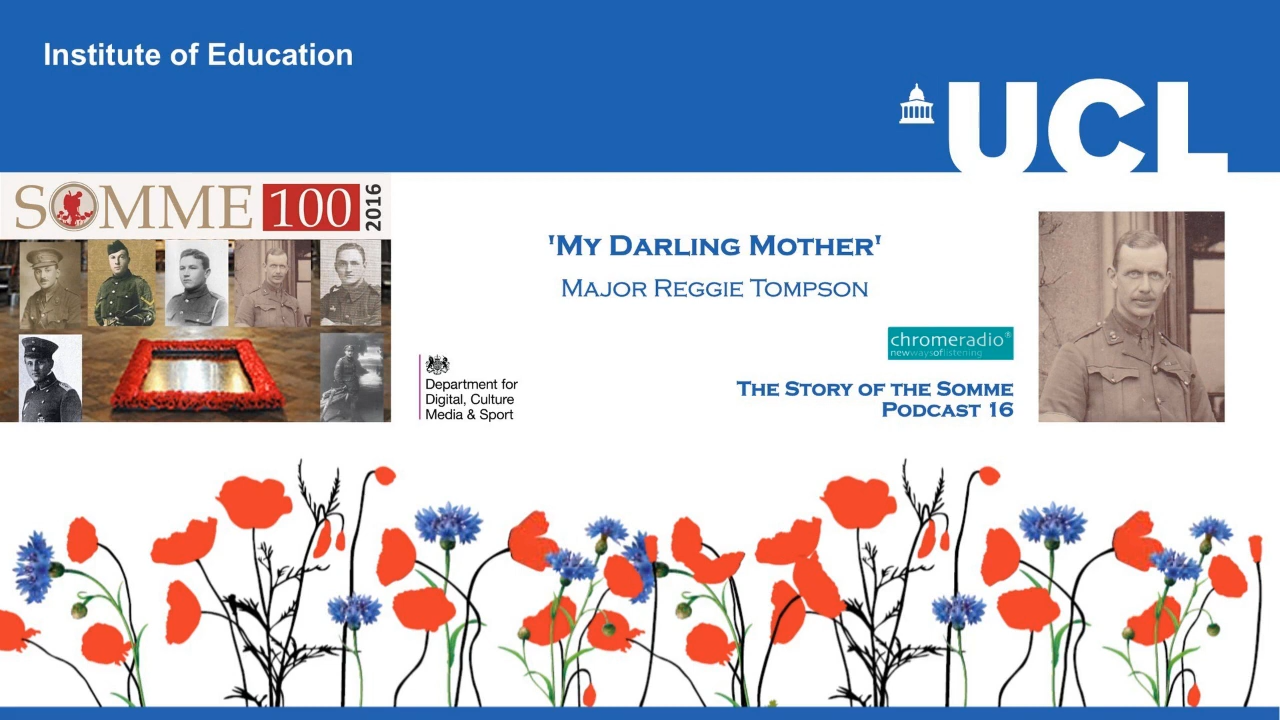 Institute of Education
UCL
SOMME 100 2016
'MY DARLING MOTHER'
MAJOR REGGIE TOMPSON
chromeradio®
newwaysoflistening
Department for
Digital, Culture
Media & Sport
THE STORY OF THE SOMME
PODCAST 16